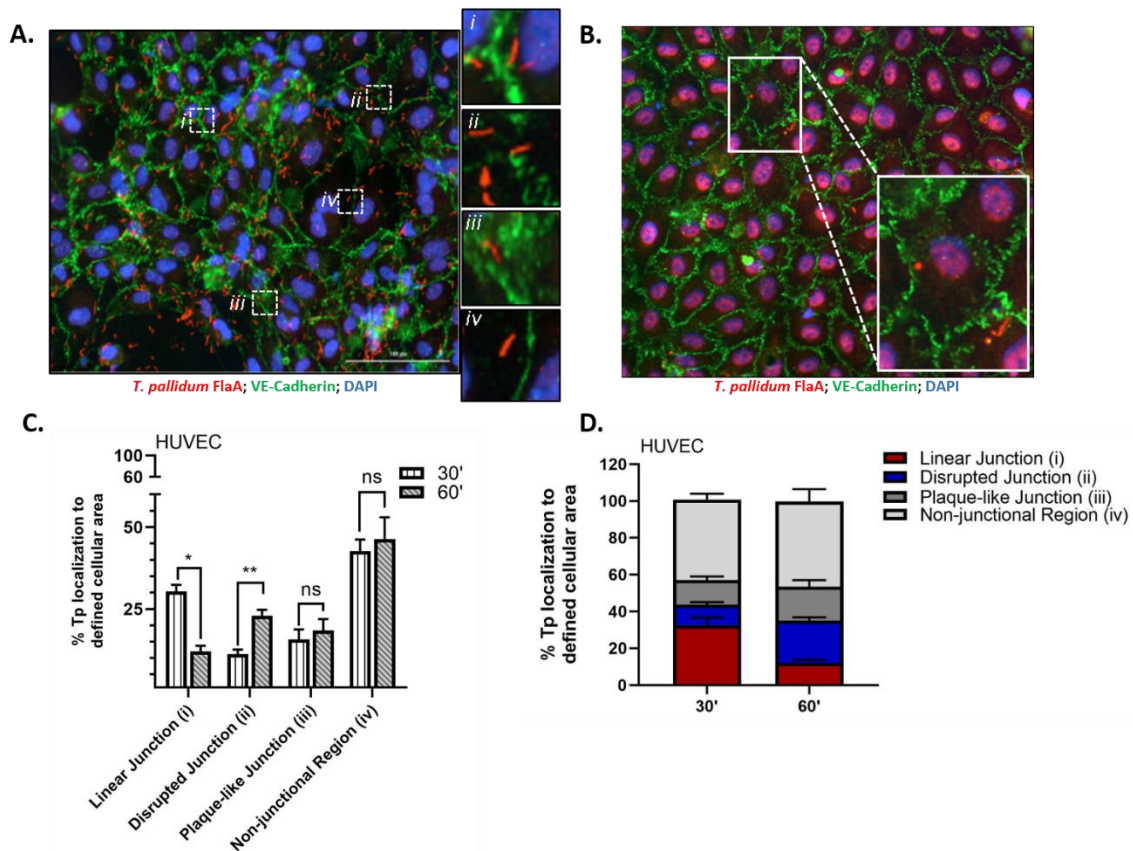 A.
i
ii
iv
iii
100 µm
i
ii
iii
iv
T. pallidum FlaA; VE-Cadherin; DAPI
B.
T. pallidum FlaA; VE-Cadherin; DAPI
C.
HUVEC
% Tp localization to
defined cellular area
100
60
50
25
30'
60'
*
**
ns
ns
Linear Junction (i)
Disrupted Junction (ii)
Plaque-like Junction (iii)
Non-junctional Region (iv)
D.
HUVEC
% Tp localization to
defined cellular area
120
100
80
60
40
20
0
30'
60'
Linear Junction (i)
Disrupted Junction (ii)
Plaque-like Junction (iii)
Non-junctional Region (iv)